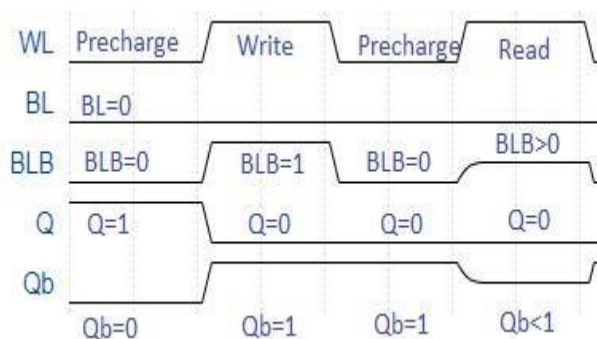 WL Precharge Write Precharge Read
BL BL=0
BLB>0
BLB BLB=0 BLB=1 BLB=0
Q Q=1 Q=0 Q=0 Q=0
Qb
Qb=0 Qb=1 Qb=1 Qb<1